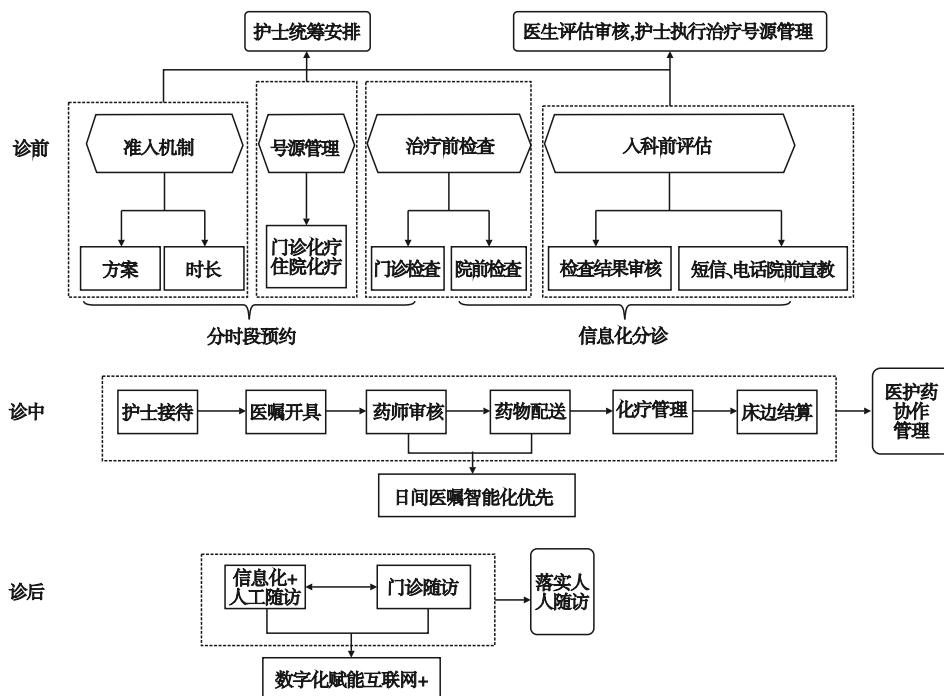 护士统筹安排
医生评估审核,护士执行治疗号源管理
诊前
准入机制
号源管理
治疗前检查
入科前评估
方案
时长
门诊化疗
住院化疗
门诊检查
院前检查
检查结果审核
短信、电话院前宣教
分时段预约
信息化分诊
诊中
护士接待
医嘱开具
药师审核
药物配送
化疗管理
床边结算
医护药
协作
管理
日间医嘱智能化优先
诊后
信息化+
人工随访
门诊随访
落实人
人随访
数字化赋能互联网+